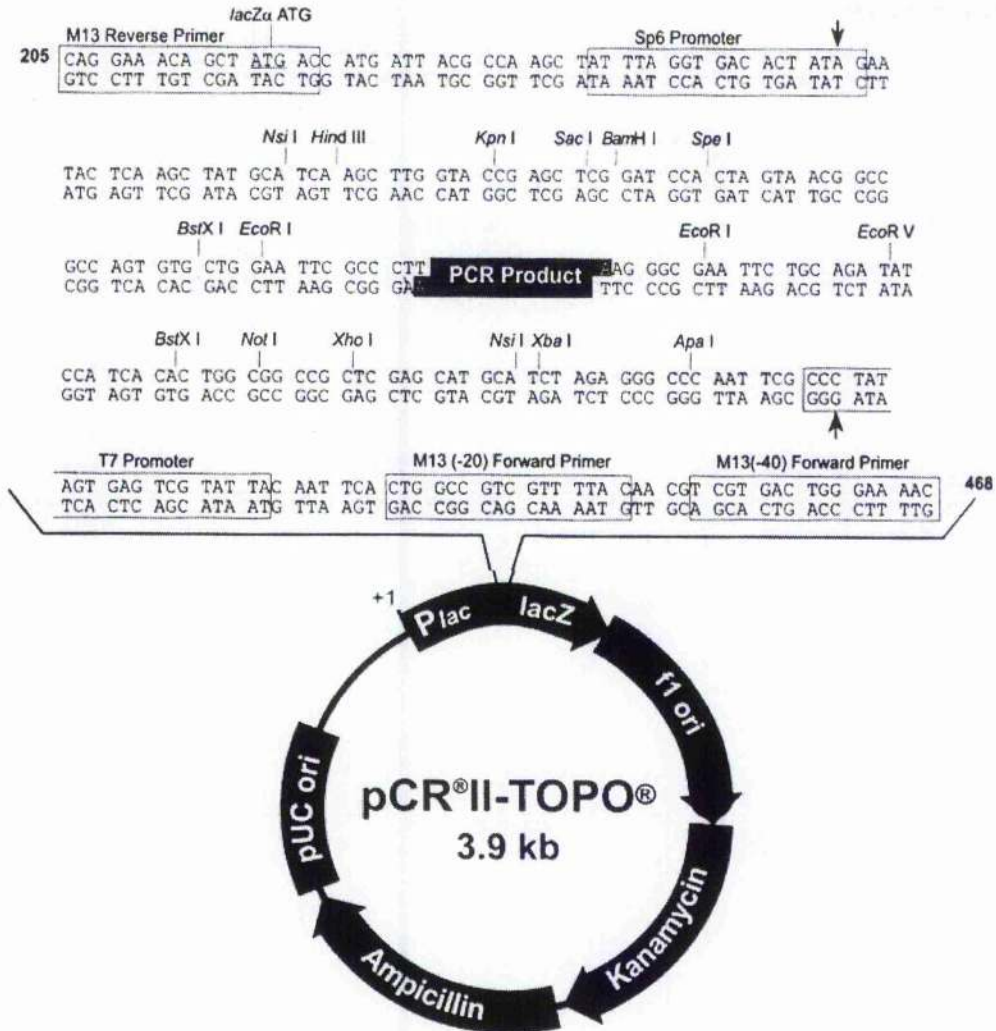 lacZα ATG
M13 Reverse Primer Sp6 Promoter
205 CAG GAA ACA GCT ATG ACC ATG ATT ACG CCA AGC TAT TTA GGT GAC ACT ATA GAA
GTC CTT TGT CGA TAC TGG TAC TAA TGC GGT TCG ATA AAT CCA CTG TGA TAT CTT
Nsi I Hind III Kpn I Sac I BamH I Spe I
TAC TCA AGC TAT GCA TCA AGC TTG GTA CCG AGC TCG GAT CCA CTA GTA ACG GCC
ATG AGT TCG ATA CGT AGT TCG AAC CAT GGC TCG AGC CTA GGT GAT CAT TGC CGG
BstX I EcoR I EcoR I EcoR V
GCC AGT GTG CTG GAA TTC GCC CTT PCR Product AAG GGC GAA TTC TGC AGA TAT
CGG TCA CAC GAC CTT AAG CGG GAA TTC CCG CTT AAG ACG TCT ATA
BstX I Not I Xho I Nsi I Xba I Apa I
CCA TCA CAC TGG CGG CCG CTC GAG CAT GCA TCT AGA GGG CCC AAT TCG CCC TAT
GGT AGT GTG ACC GCC GGC GAG CTC GTA CGT AGA TCT CCC GGG TTA AGC GGG ATA
T7 Promoter M13 (-20) Forward Primer M13(-40) Forward Primer
AGT GAG TCG TAT TAC AAT TCA CTG GCC GTC GTT TTA CAA CGT CGT GAC TGG GAA AAC 468
TCA CTC AGC ATA ATG TTA AGT GAC CGG CAG CAA AAT GTT GCA GCA CTG ACC CTT TTG
+1
Plac lacZ
f1 ori
Kanamycin
Ampicillin
pUC ori
pCR®II-TOPO®
3.9 kb